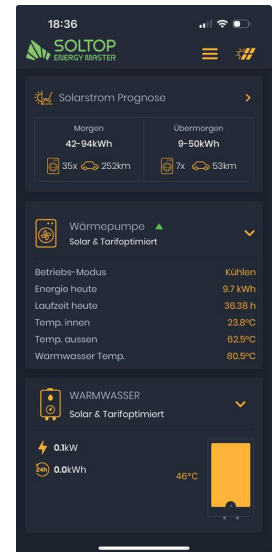 18:36
SOLTOP
ENERGY MASTER
Solarstrom Prognose
Morgen
42-94kWh
35x 252km
Übermorgen
9-50kWh
7x 53km
Wärmepumpe
Solar & Tarifoptimiert
Betriebs-Modus Kühlen
Energie heute 9.7 kWh
Laufzeit heute 36.38 h
Temp. innen 23.8°C
Temp. aussen 62.5°C
Warmwasser Temp. 80.5°C
WARMWASSER
Solar & Tarifoptimiert
0.1kW
24h 0.0kWh
46°C